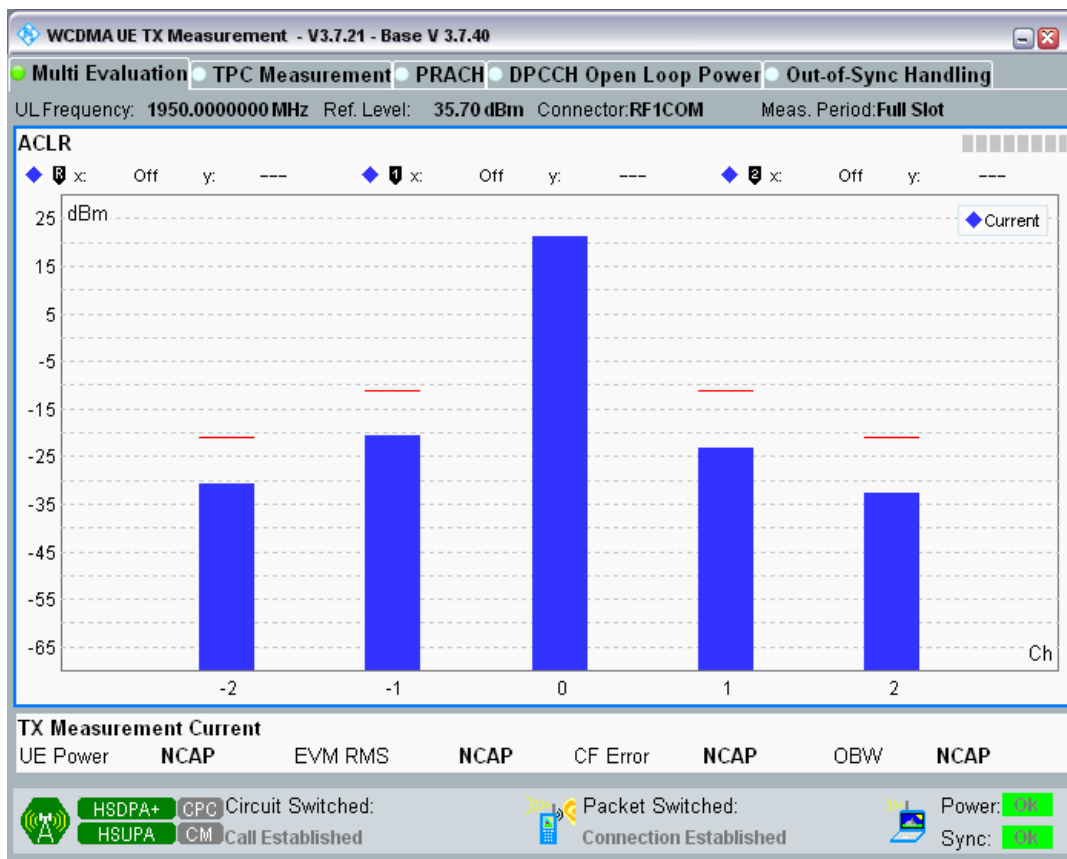 WCDMA UE TX Measurement - V3.7.21 - Base V 3.7.40
Multi Evaluation TPC Measurement PRACH DPCCH Open Loop Power Out-of-Sync Handling
UL Frequency: 1950.0000000 MHz Ref. Level: 35.70 dBm Connector:RF1COM Meas. Period:Full Slot
ACLR
R x: Off y: --- 1 x: Off y: --- 2 x: Off y: ---
dBm
Current
25
15
5
-5
-15
-25
-35
-45
-55
-65
Ch
-2 -1 0 1 2
TX Measurement Current
UE Power NCAP EVM RMS NCAP CF Error NCAP OBW NCAP
HSDPA+ CPC Circuit Switched: Packet Switched: Power: OK
HSUPA CM Call Established Connection Established Sync: OK